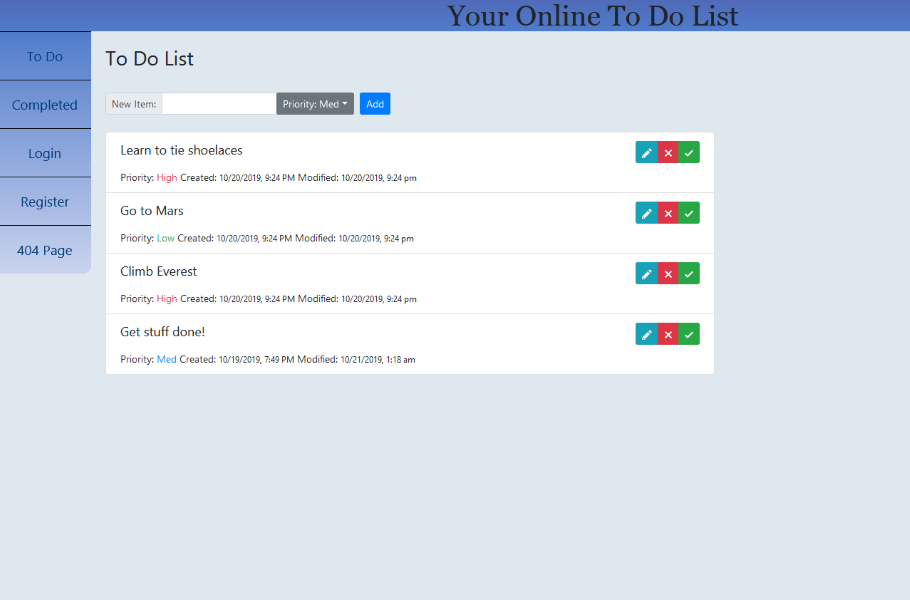 Your Online To Do List
To Do
Completed
Login
Register
404 Page
To Do List
New Item: Priority: Med Add
Learn to tie shoelaces
Priority: High Created: 10/20/2019, 9:24 PM Modified: 10/20/2019, 9:24 pm
Go to Mars
Priority: Low Created: 10/20/2019, 9:24 PM Modified: 10/20/2019, 9:24 pm
Climb Everest
Priority: High Created: 10/20/2019, 9:24 PM Modified: 10/20/2019, 9:24 pm
Get stuff done!
Priority: Med Created: 10/19/2019, 7:49 PM Modified: 10/21/2019, 1:18 am